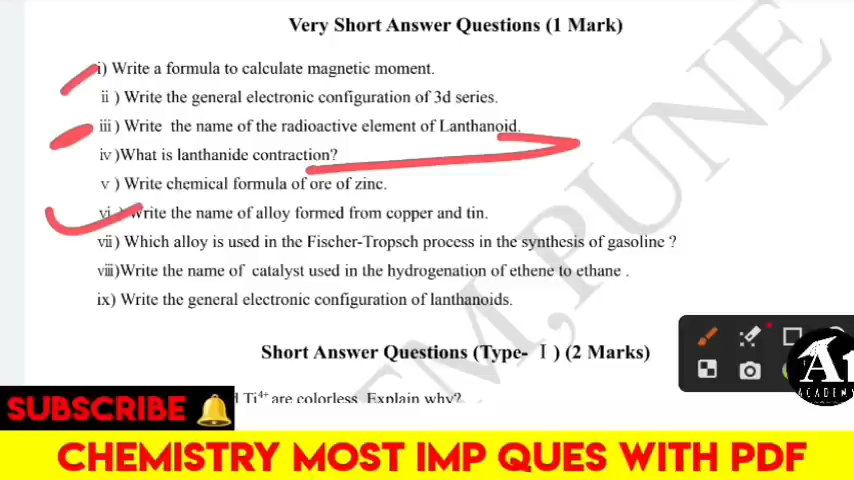 Very Short Answer Questions (1 Mark)
i) Write a formula to calculate magnetic moment.
ii ) Write the general electronic configuration of 3d series.
iii ) Write the name of the radioactive element of Lanthanoid.
iv )What is lanthanide contraction?
v ) Write chemical formula of ore of zinc.
vi ) Write the name of alloy formed from copper and tin.
vii) Which alloy is used in the Fischer-Tropsch process in the synthesis of gasoline ?
viii)Write the name of catalyst used in the hydrogenation of ethene to ethane .
ix) Write the general electronic configuration of lanthanoids.
Short Answer Questions (Type- I ) (2 Marks)
Ti⁴⁺ are colorless. Explain why?
PUNE
A1
ACADEMY
SUBSCRIBE
CHEMISTRY MOST IMP QUES WITH PDF